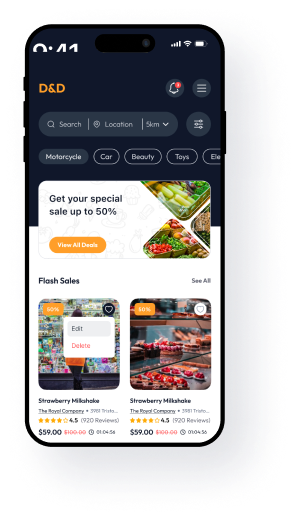 9:41
D&D
Search Location 5km
Motorcycle Car Beauty Toys Ele
Get your special
sale up to 50%
View All Deals
Flash Sales See All
50% 50%
Edit
Delete
Strawberry Milkshake Strawberry Milkshake
The Royal Company • 3981 Trists... The Royal Company • 3981 Trists...
4.5 (920 Reviews) 4.5 (920 Reviews)
$59.00 $100.00 01:04:56 $59.00 $100.00 01:04:56